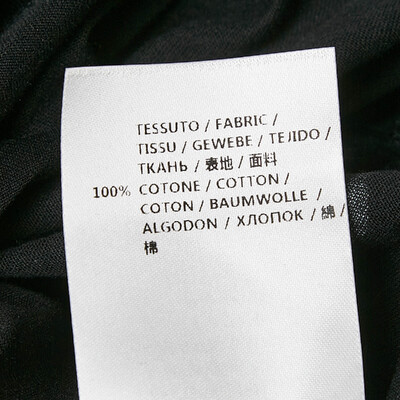 TESSUTO / FABRIC /
TISSU / GEWEBE / TEJIDO /
ТКАНЬ / 表地 / 面料
100% COTONE / COTTON /
COTON / BAUMWOLLE /
ALGODON / ХЛОПОК / 綿 /
棉